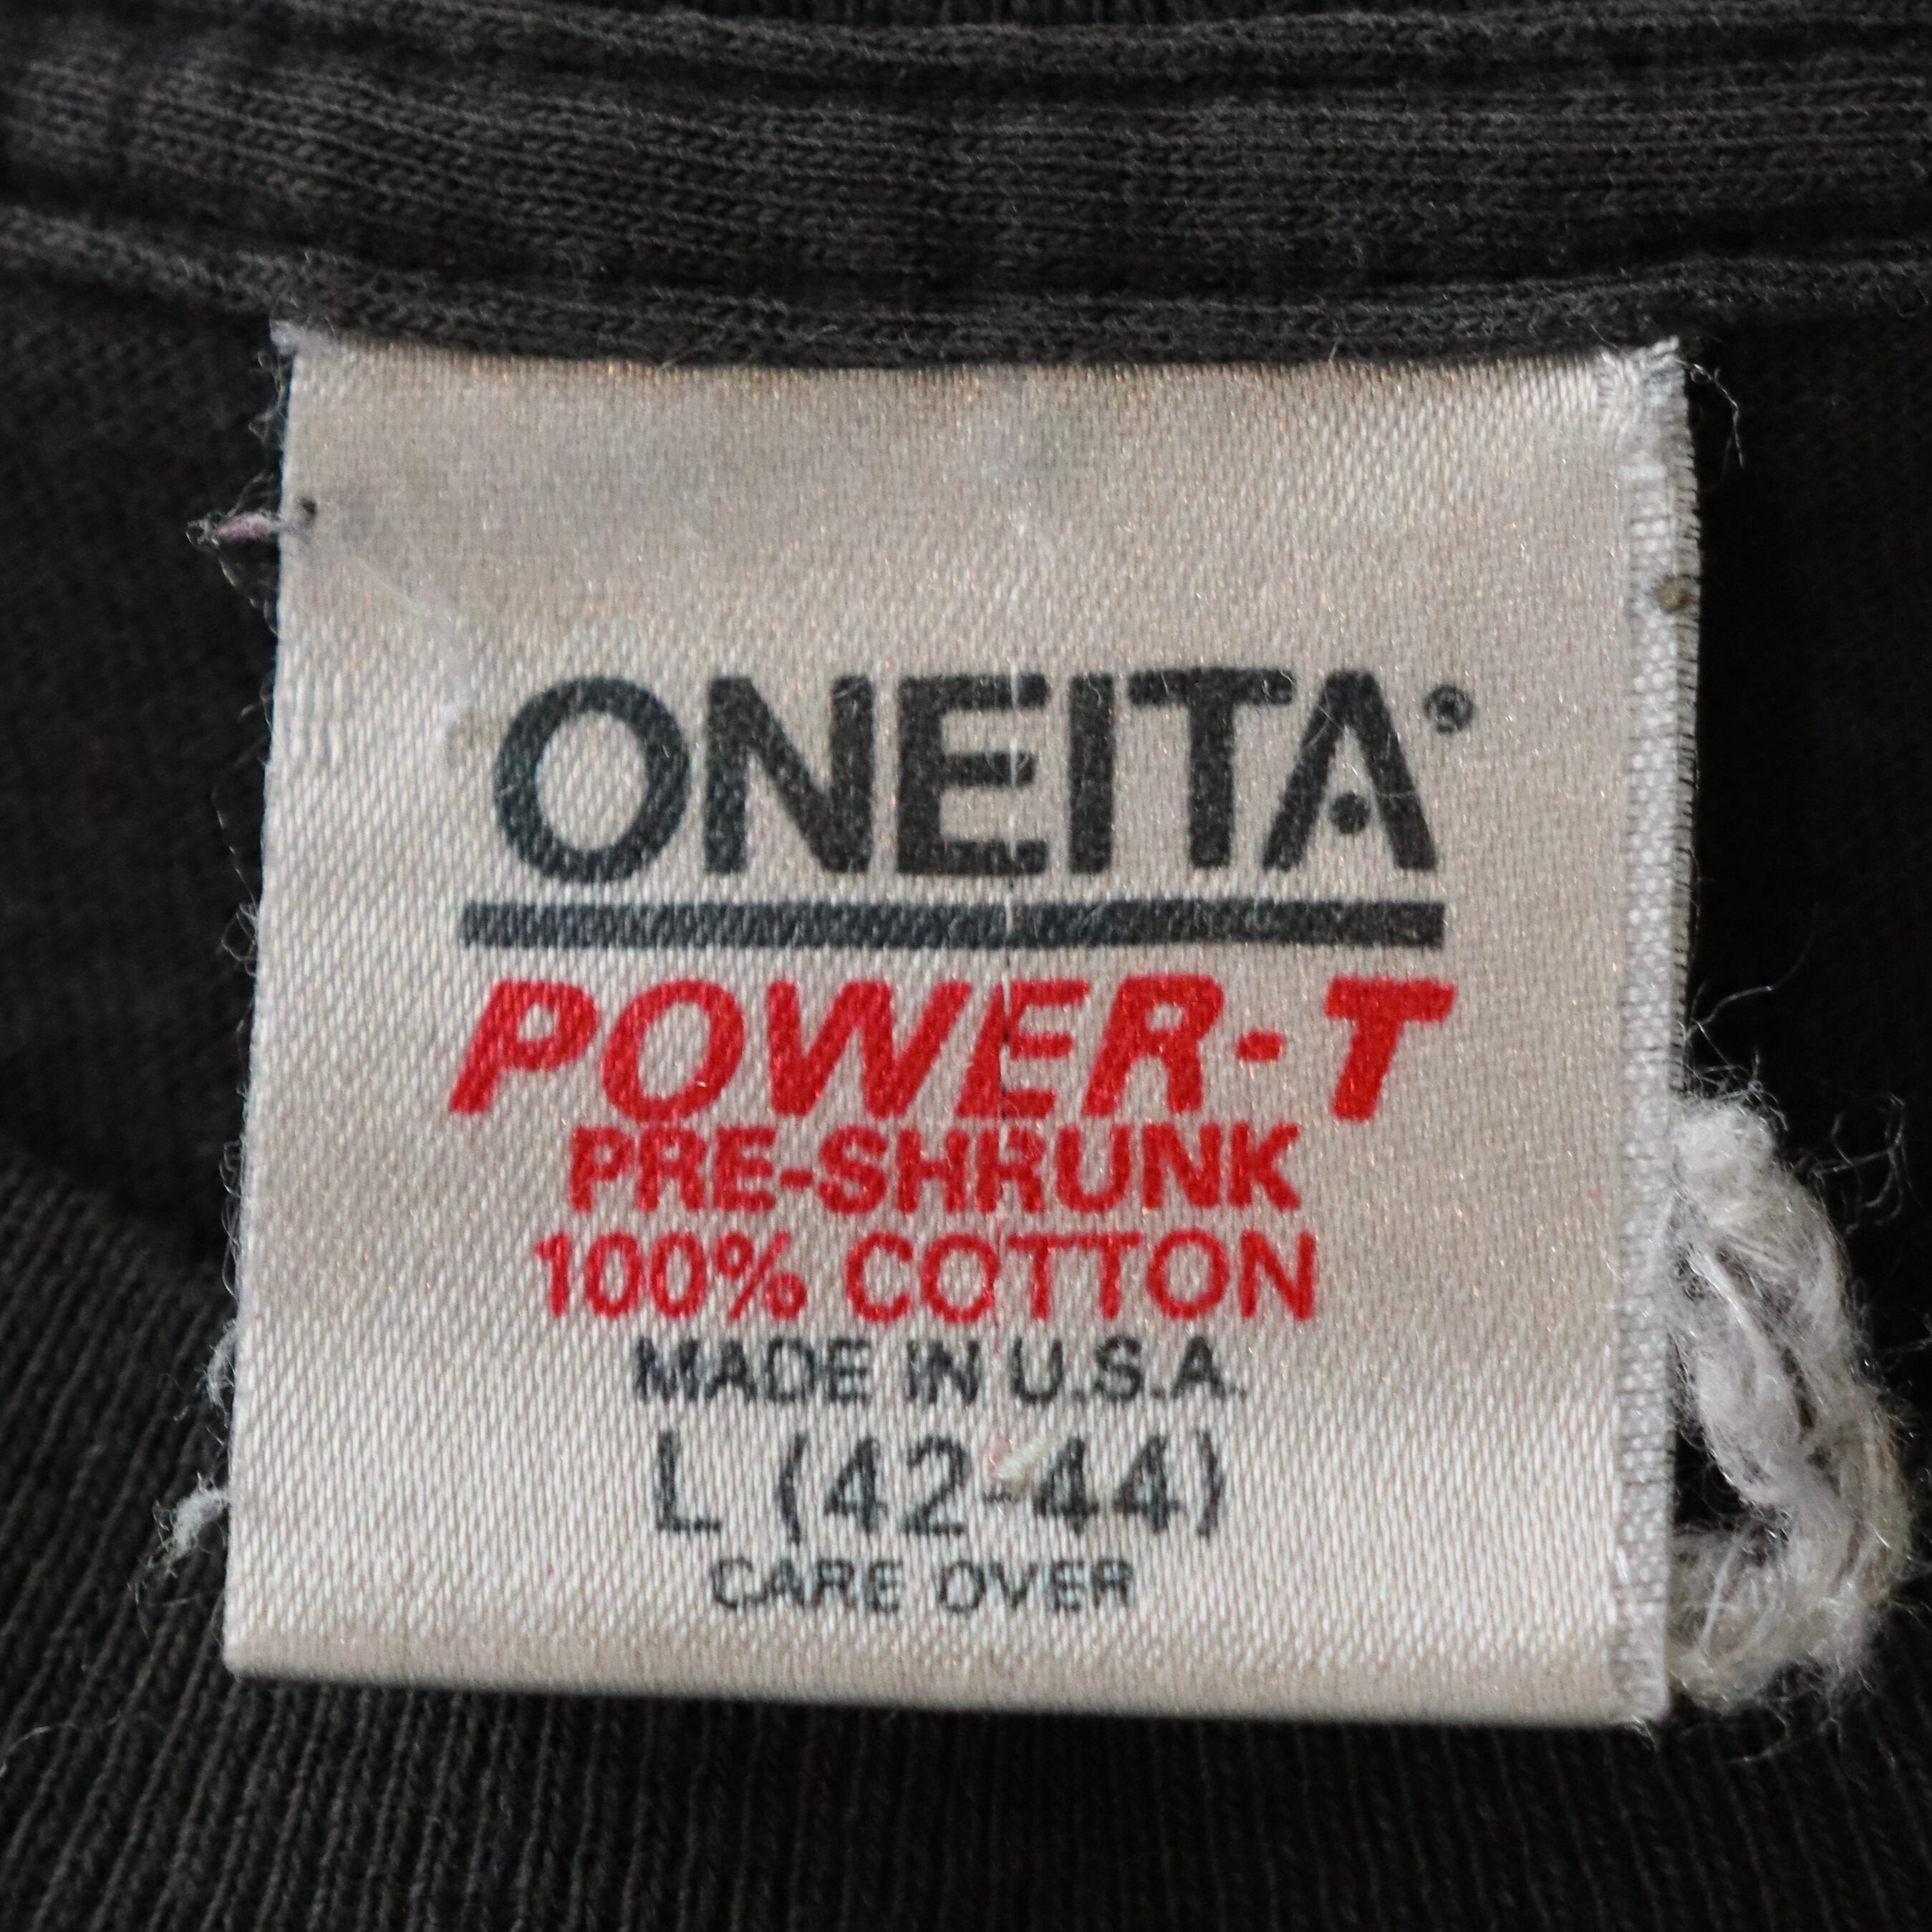 ONEITA®
POWER-T
PRE-SHRUNK
100% COTTON
MADE IN U.S.A.
L (42-44)
CARE OVER